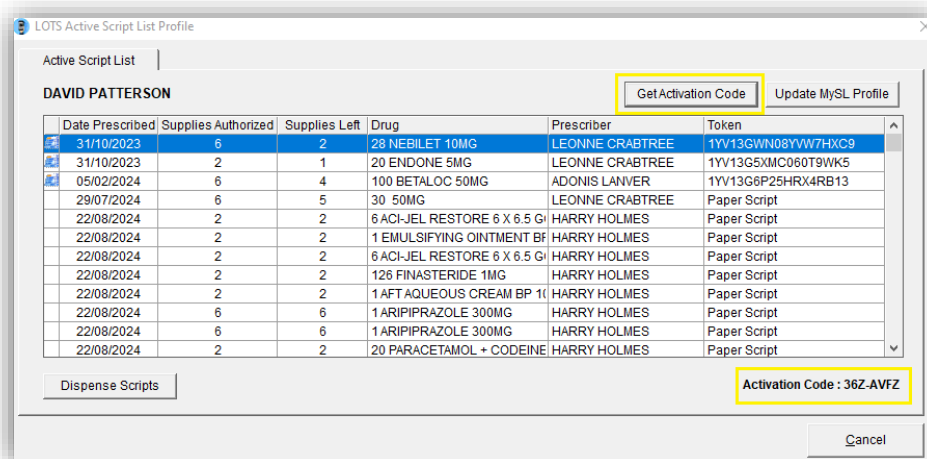 LOTS Active Script List Profile
Active Script List
DAVID PATTERSON Get Activation Code Update MySL Profile
Date Prescribed Supplies Authorized Supplies Left Drug Prescriber Token
31/10/2023 6 2 28 NEBILET 10MG LEONNE CRABTREE 1YV13GWN08YVW7HXC9
31/10/2023 2 1 20 ENDONE 5MG LEONNE CRABTREE 1YV13G5XMC060T9WK5
05/02/2024 6 4 100 BETALOC 50MG ADONIS LANVER 1YV13G6P25HRX4RB13
29/07/2024 6 5 30 50MG LEONNE CRABTREE Paper Script
22/08/2024 2 2 6 ACI-JEL RESTORE 6 X 6.5 G HARRY HOLMES Paper Script
22/08/2024 2 2 1 EMULSIFYING OINTMENT BP HARRY HOLMES Paper Script
22/08/2024 2 2 6 ACI-JEL RESTORE 6 X 6.5 G HARRY HOLMES Paper Script
22/08/2024 2 2 126 FINASTERIDE 1MG HARRY HOLMES Paper Script
22/08/2024 2 2 1 AFT AQUEOUS CREAM BP 10 HARRY HOLMES Paper Script
22/08/2024 6 6 1 ARIPIPRAZOLE 300MG HARRY HOLMES Paper Script
22/08/2024 6 6 1 ARIPIPRAZOLE 300MG HARRY HOLMES Paper Script
22/08/2024 2 2 20 PARACETAMOL + CODEINE HARRY HOLMES Paper Script
Dispense Scripts Activation Code : 36Z-AVFZ
Cancel